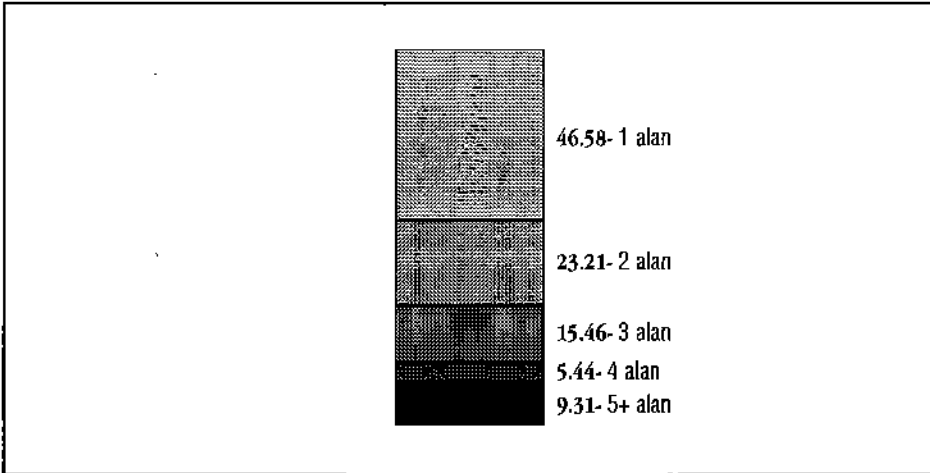 46.58- 1 alan
23.21- 2 alan
15.46- 3 alan
5.44- 4 alan
9.31- 5+ alan